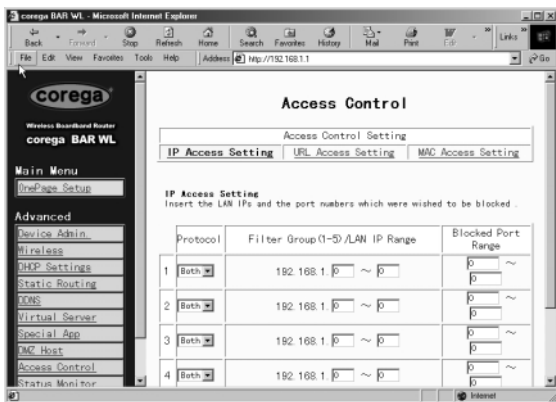 corega BAR WL - Microsoft Internet Explorer
Back Forward Stop Refresh Home Search Favorites History Mail Print Edit » Links »
File Edit View Favorites Tools Help Address http://192.168.1.1 Go
corega
Wireless Boardband Router
corega BAR WL
Main Menu
OnePage Setup
Advanced
Device Admin.
Wireless
DHCP Settings
Static Routing
DDNS
Virtual Server
Special App
DMZ Host
Access Control
Status Monitor
Access Control
Access Control Setting
IP Access Setting URL Access Setting MAC Access Setting
IP Access Setting
Insert the LAN IPs and the port numbers which were wished to be blocked .
Protocol Filter Group(1-5)/LAN IP Range Blocked Port Range
1 Both 192.168.1. 0 ~ 0 0 ~ 0
2 Both 192.168.1. 0 ~ 0 0 ~ 0
3 Both 192.168.1. 0 ~ 0 0 ~ 0
4 Both 192.168.1. 0 ~ 0 0 ~ 0
Internet